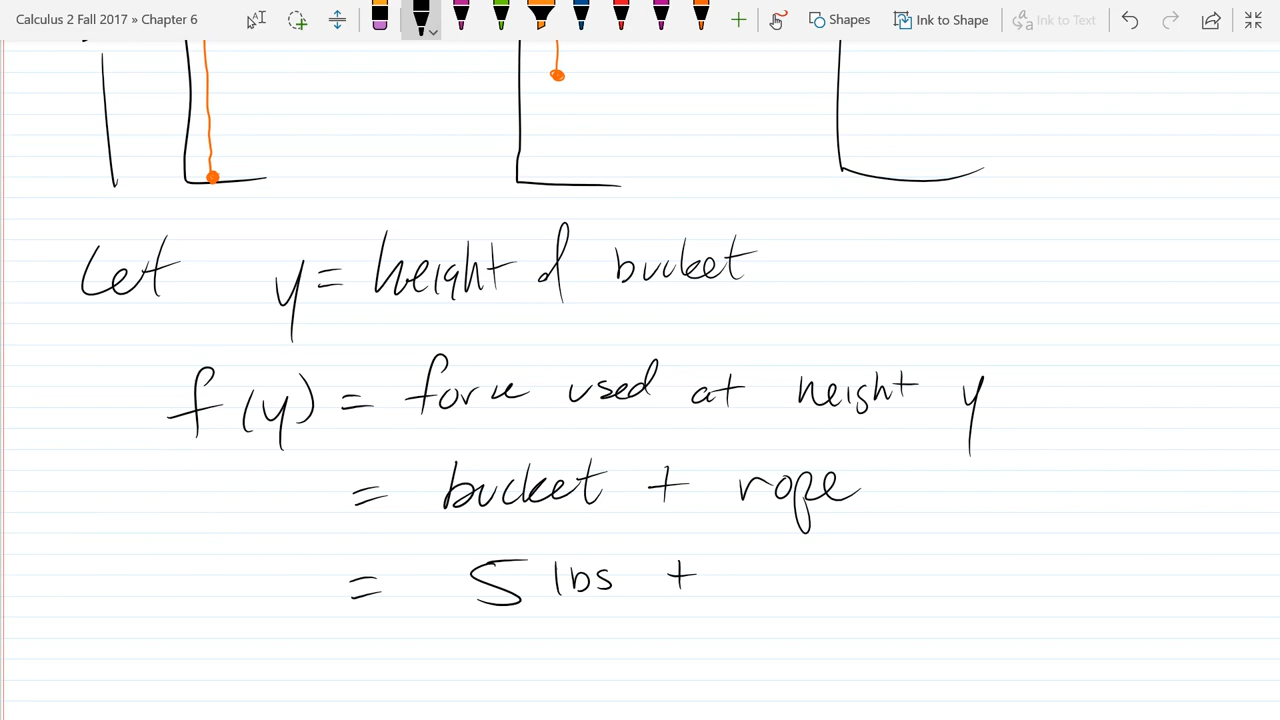 Calculus 2 Fall 2017 » Chapter 6 Shapes Ink to Shape Ink to Text
Let y = height of bucket
f(y) = force used at height y
= bucket + rope
= 5 lbs +